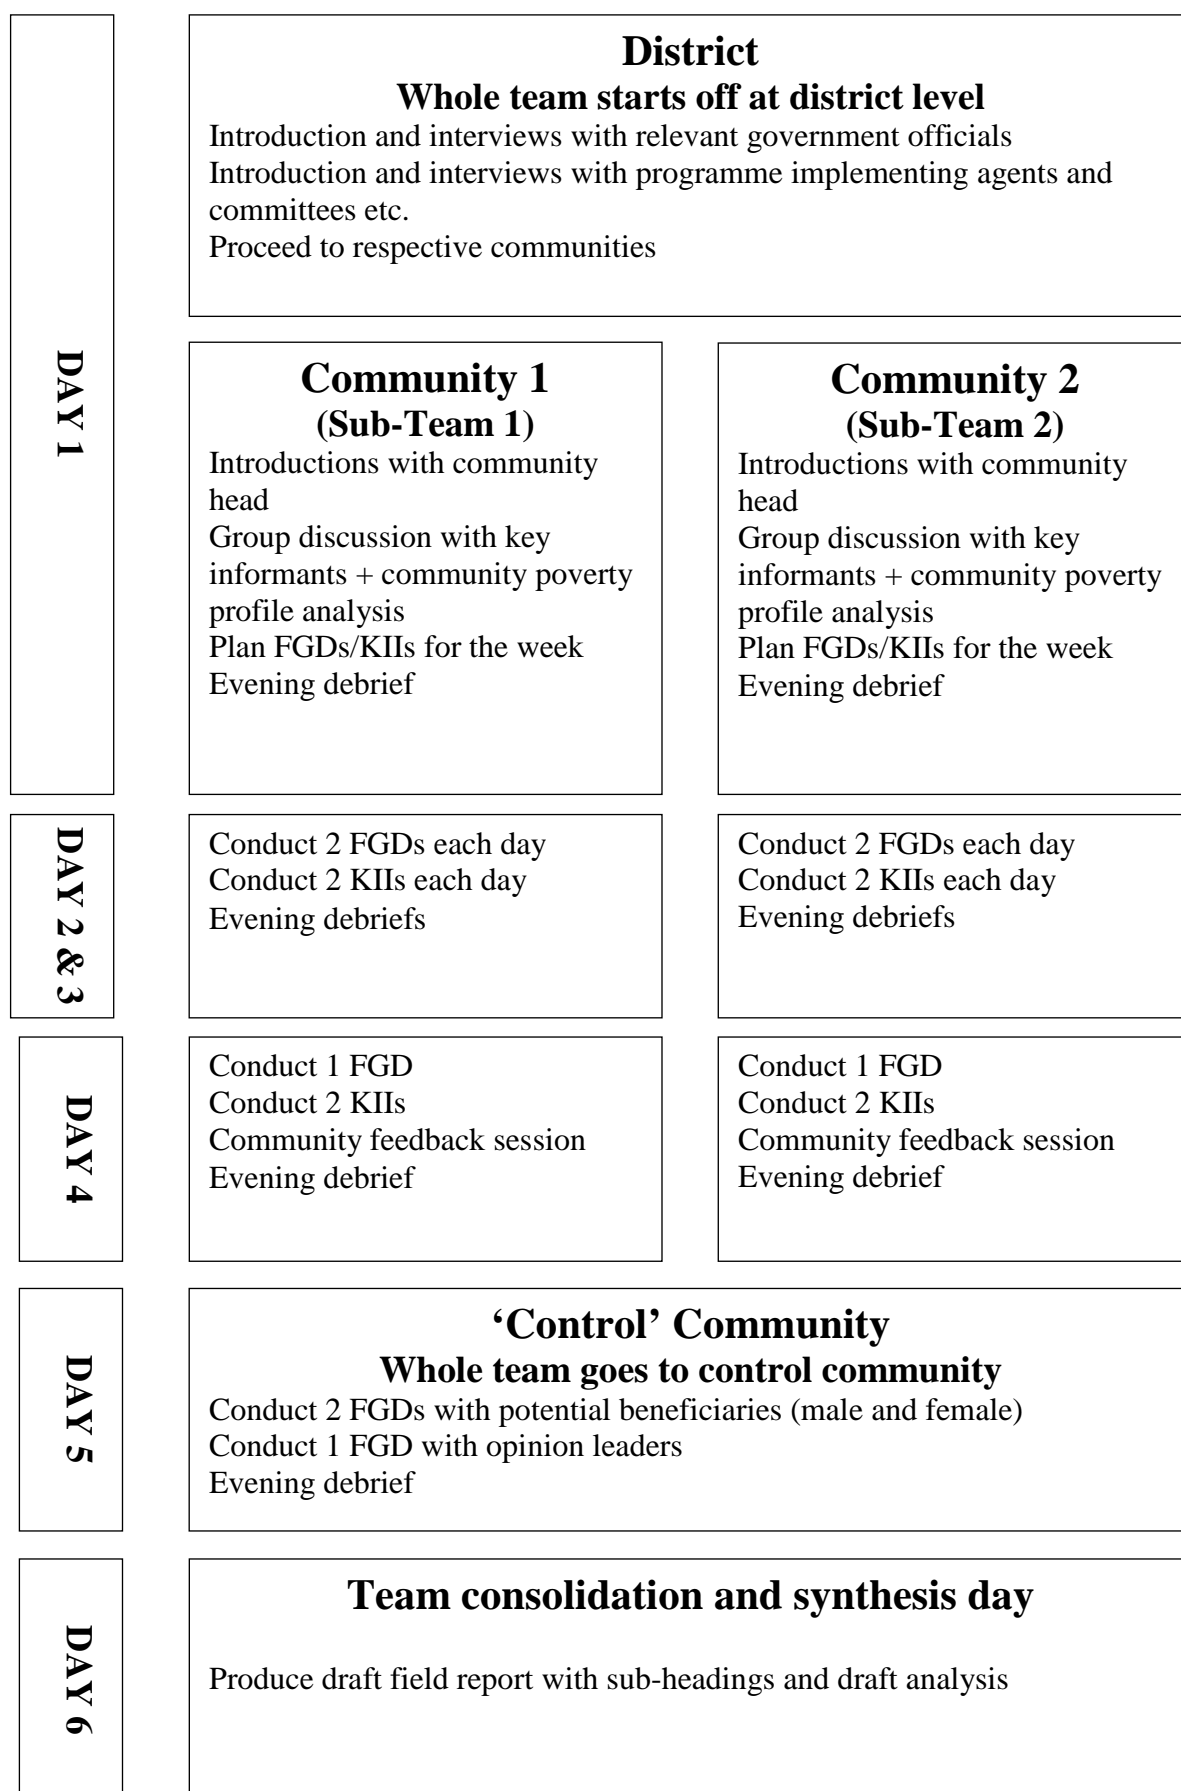 DAY 1
District
Whole team starts off at district level
Introduction and interviews with relevant government officials
Introduction and interviews with programme implementing agents and
committees etc.
Proceed to respective communities
Community 1
(Sub-Team 1)
Introductions with community
head
Group discussion with key
informants + community poverty
profile analysis
Plan FGDs/KIIs for the week
Evening debrief
Community 2
(Sub-Team 2)
Introductions with community
head
Group discussion with key
informants + community poverty
profile analysis
Plan FGDs/KIIs for the week
Evening debrief
DAY 2 & 3
Conduct 2 FGDs each day
Conduct 2 KIIs each day
Evening debriefs
Conduct 2 FGDs each day
Conduct 2 KIIs each day
Evening debriefs
DAY 4
Conduct 1 FGD
Conduct 2 KIIs
Community feedback session
Evening debrief
Conduct 1 FGD
Conduct 2 KIIs
Community feedback session
Evening debrief
DAY 5
‘Control’ Community
Whole team goes to control community
Conduct 2 FGDs with potential beneficiaries (male and female)
Conduct 1 FGD with opinion leaders
Evening debrief
DAY 6
Team consolidation and synthesis day
Produce draft field report with sub-headings and draft analysis